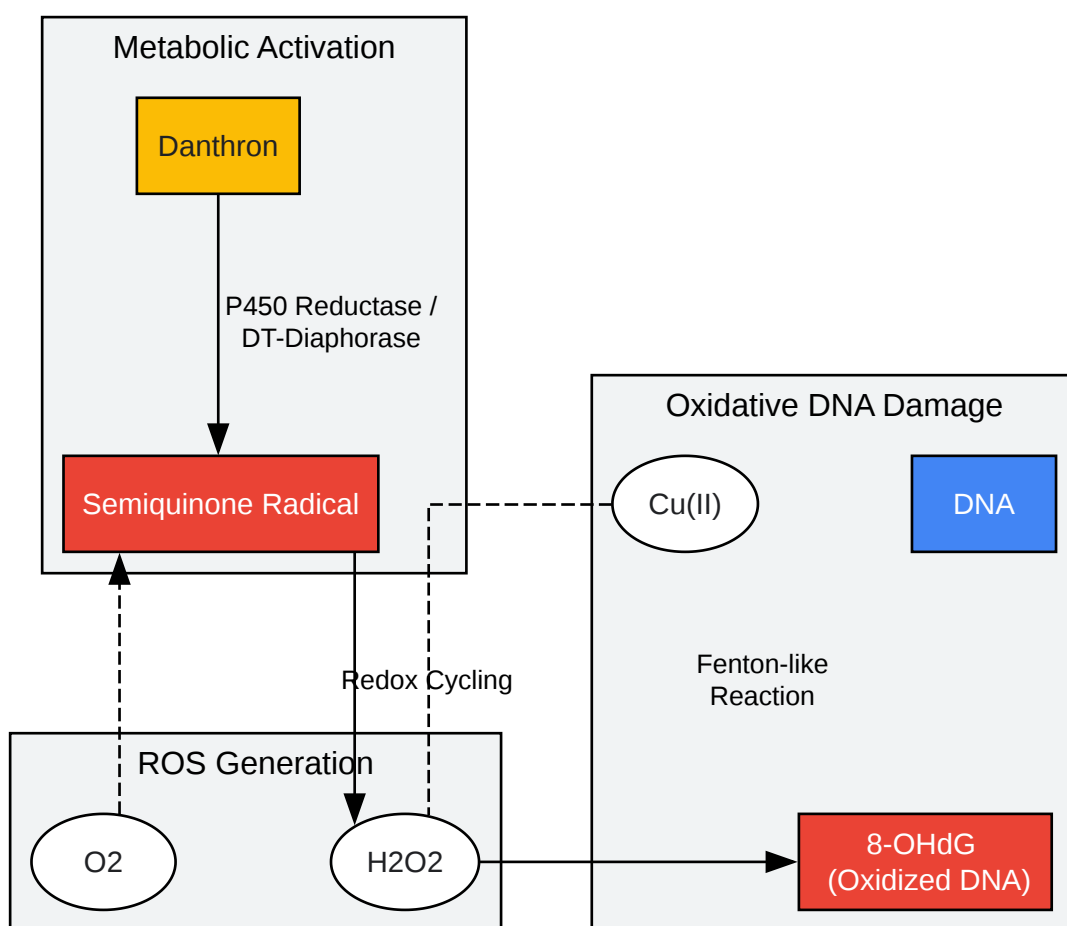 Metabolic Activation
Danthron
P450 Reductase /
DT-Diaphorase
Semiquinone Radical
Oxidative DNA Damage
Cu(II)
DNA
Redox Cycling
Fenton-like
Reaction
ROS Generation
O2
H2O2
8-OHdG
(Oxidized DNA)